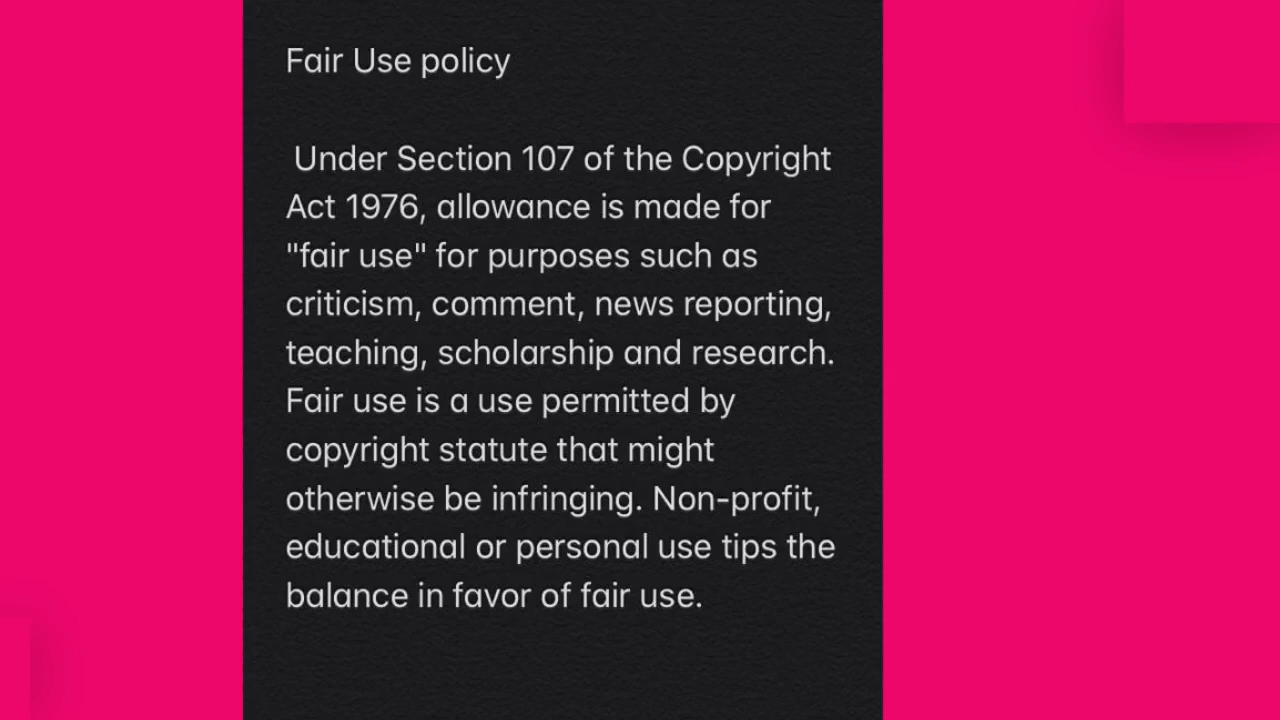 Fair Use policy
Under Section 107 of the Copyright
Act 1976, allowance is made for
"fair use" for purposes such as
criticism, comment, news reporting,
teaching, scholarship and research.
Fair use is a use permitted by
copyright statute that might
otherwise be infringing. Non-profit,
educational or personal use tips the
balance in favor of fair use.